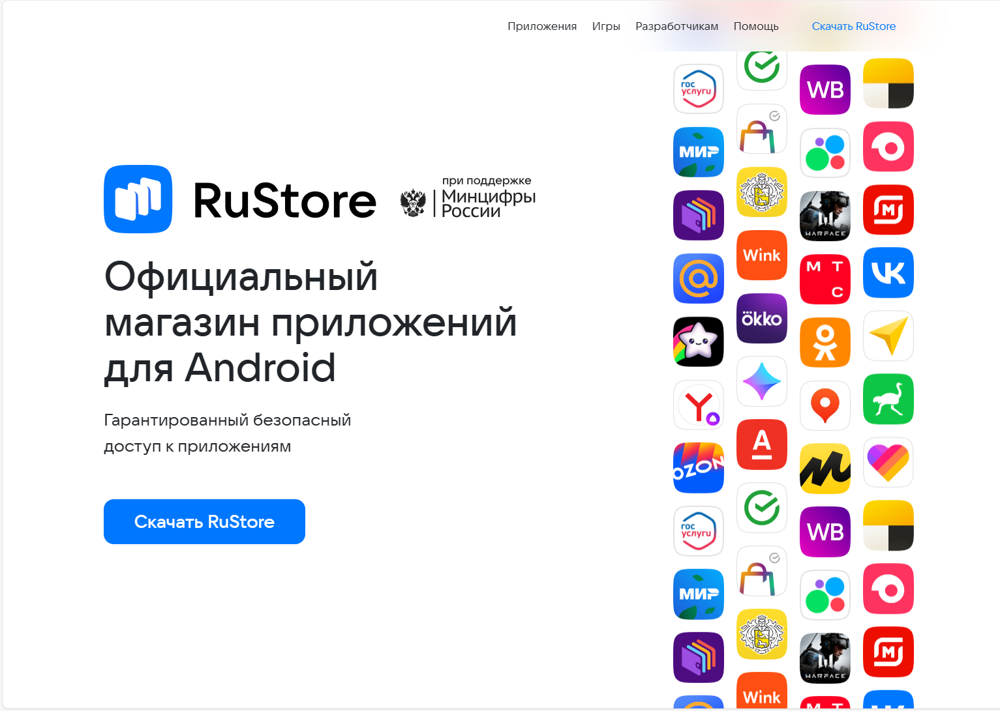 Приложения Игры Разработчикам Помощь Скачать RuStore
RuStore
при поддержке
Минцифры
России
Официальный
магазин приложений
для Android
Гарантированный безопасный
доступ к приложениям
Скачать RuStore
гос
услуги
МИР
OZON
гос
услуги
МИР
Wink
ökko
А
Wink
WB
WARFACE
М Т
С
WB
WARFACE
М Т
М
VK
М